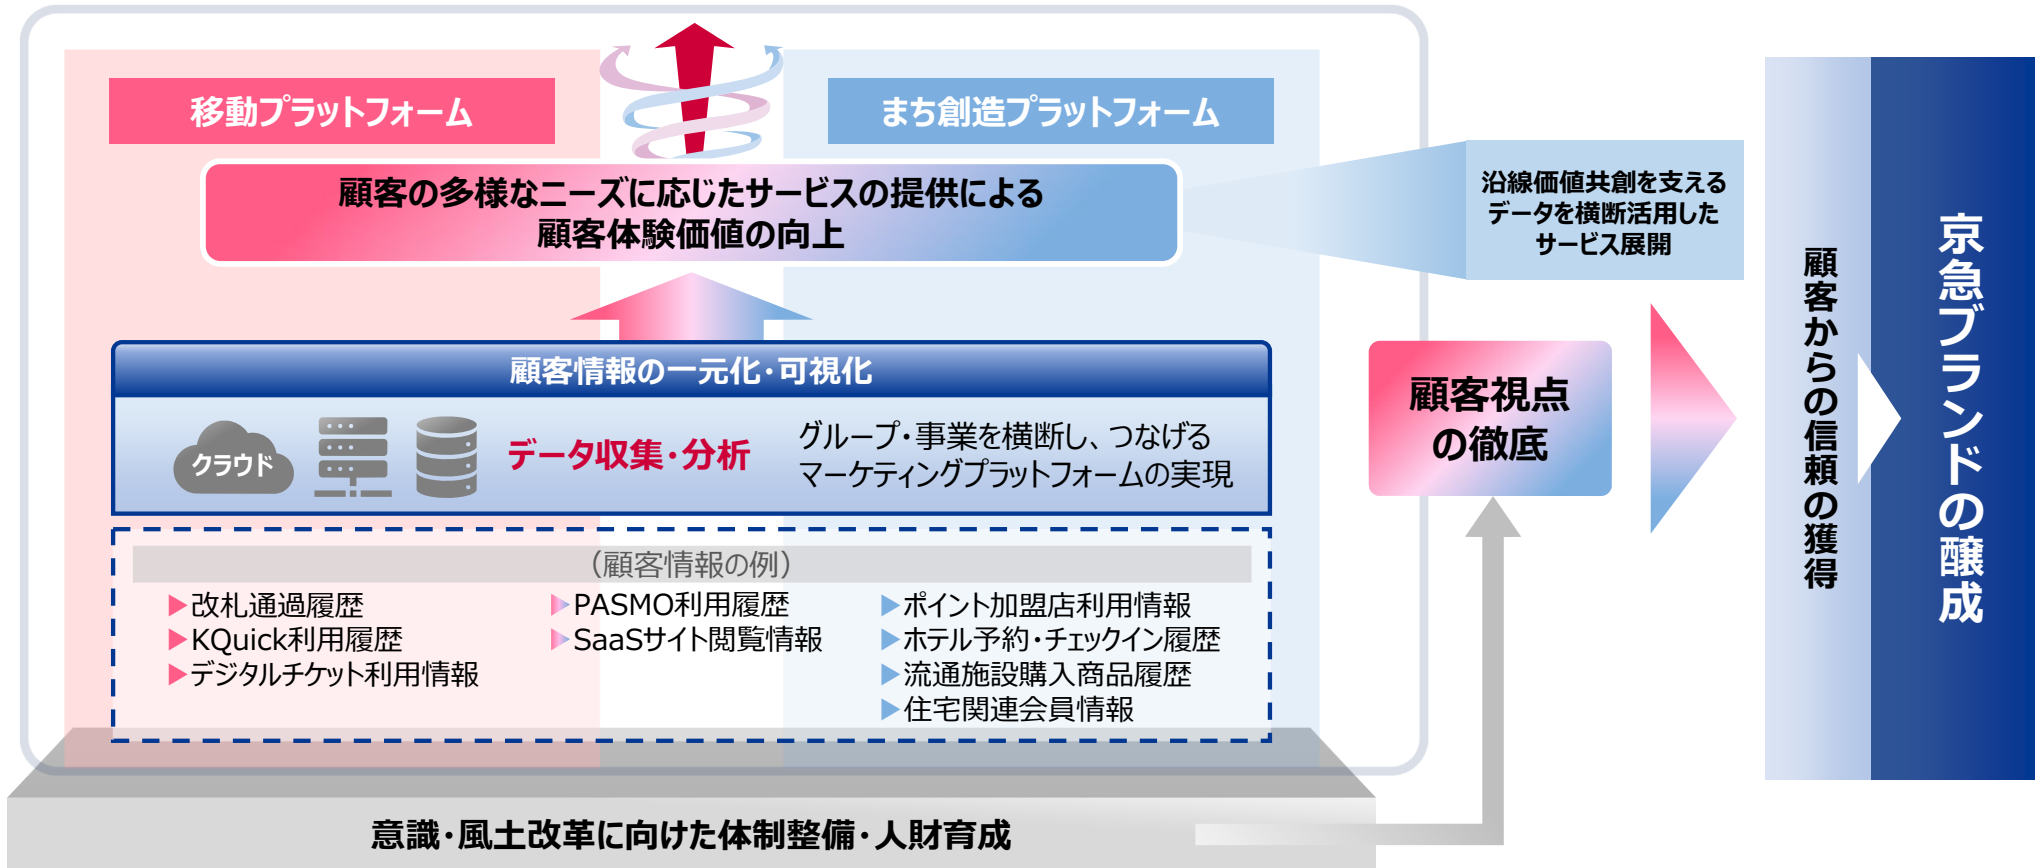 移動プラットフォーム
まち創造プラットフォーム
顧客の多様なニーズに応じたサービスの提供による
顧客体験価値の向上
沿線価値共創を支える
データを横断活用した
サービス展開
顧客情報の一元化・可視化
クラウド
データ収集・分析
グループ・事業を横断し、つなげる
マーケティングプラットフォームの実現
（顧客情報の例）
▶改札通過履歴
▶KQuick利用履歴
▶デジタルチケット利用情報
▶PASMO利用履歴
▶SaaSサイト閲覧情報
▶ポイント加盟店利用情報
▶ホテル予約・チェックイン履歴
▶流通施設購入商品履歴
▶住宅関連会員情報
意識・風土改革に向けた体制整備・人財育成
顧客視点
の徹底
顧客からの信頼の獲得
京急ブランドの醸成